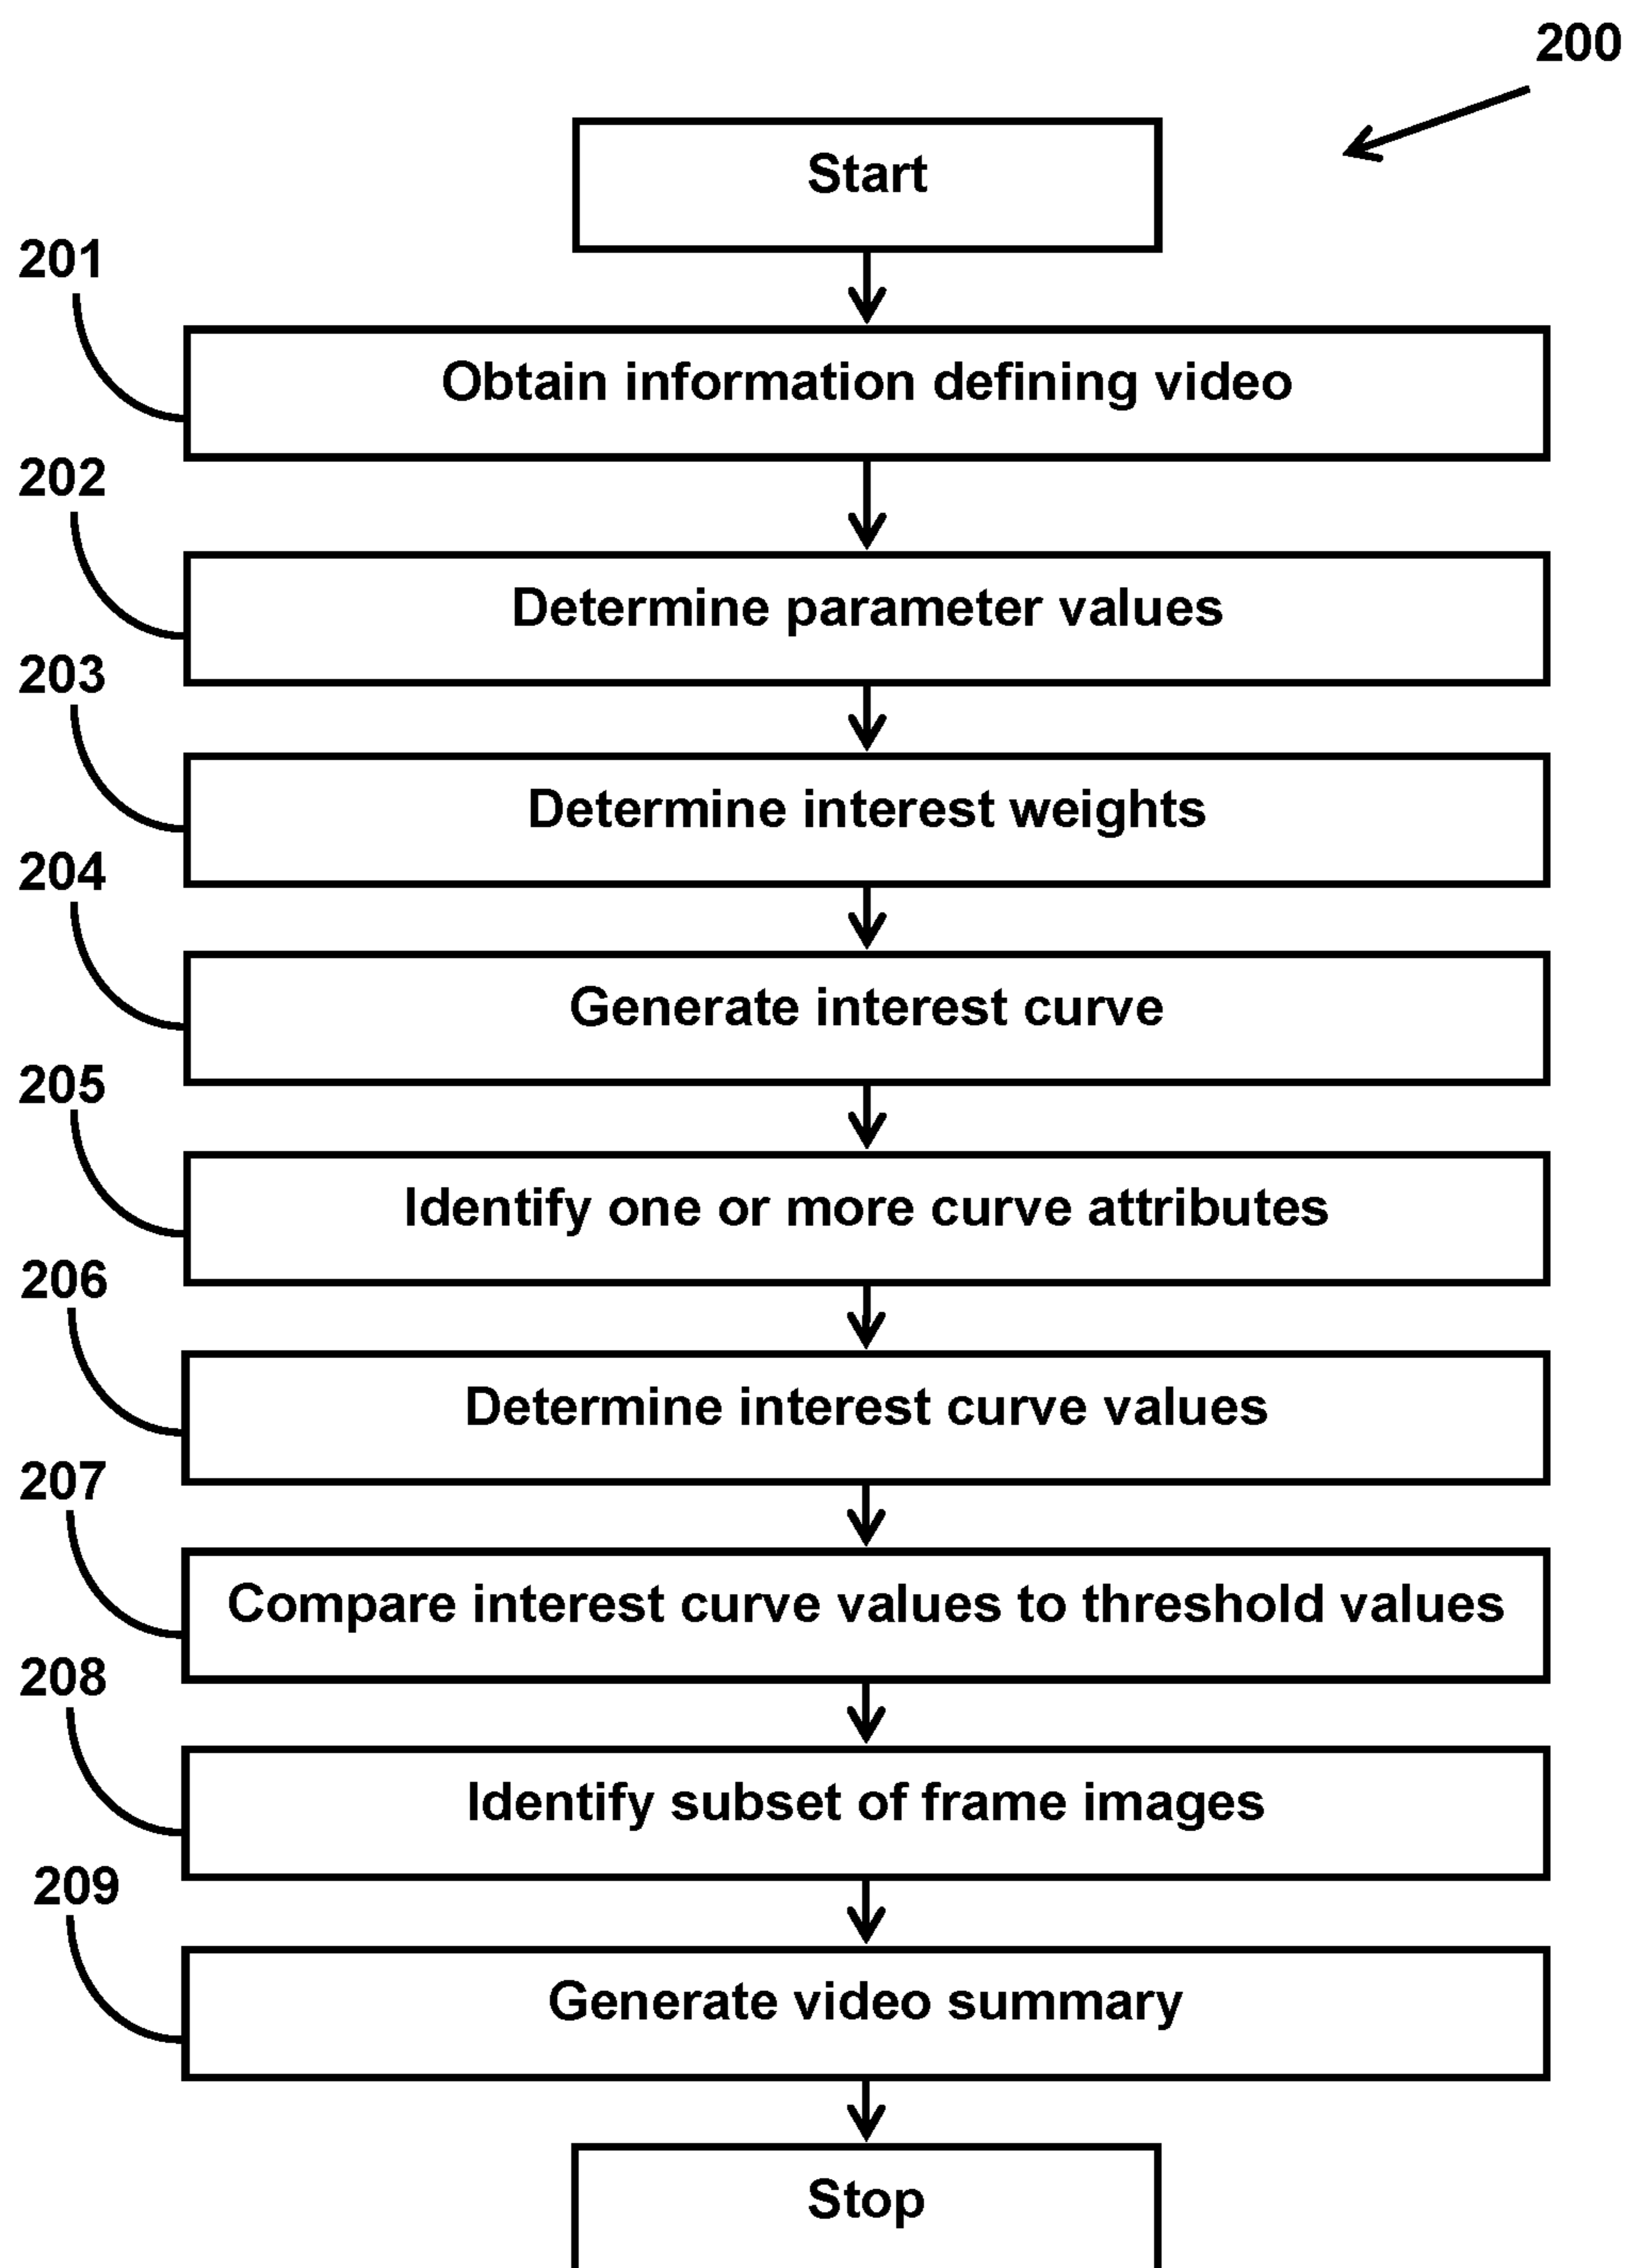 200
Start
201
Obtain information defining video
202
Determine parameter values
203
Determine interest weights
204
Generate interest curve
205
Identify one or more curve attributes
206
Determine interest curve values
207
Compare interest curve values to threshold values
208
Identify subset of frame images
209
Generate video summary
Stop